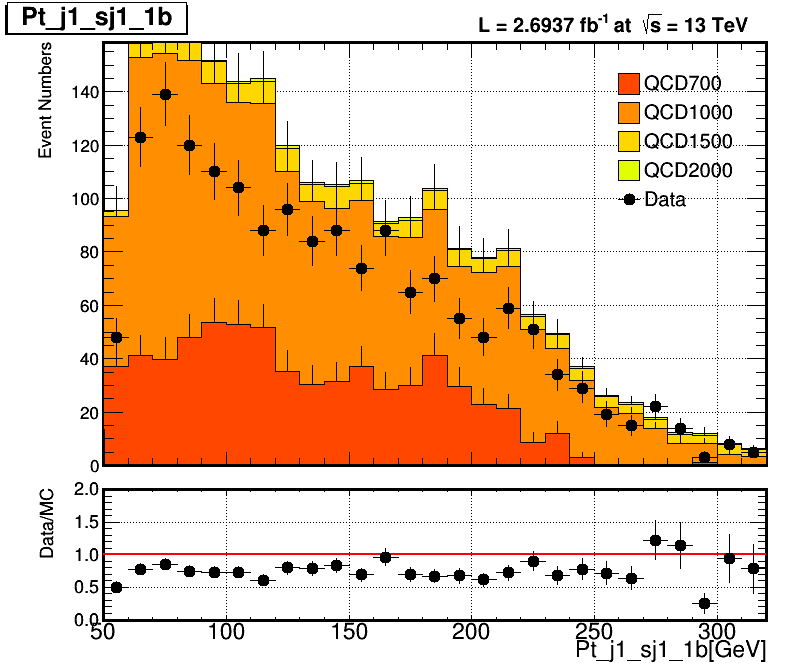 Pt_j1_sj1_1b
L = 2.6937 fb-1 at √s = 13 TeV
Event Numbers
140
120
100
80
60
40
20
0
QCD700
QCD1000
QCD1500
QCD2000
Data
Data/MC
2.0
1.5
1.0
0.5
0.0
50 100 150 200 250 300
Pt_j1_sj1_1b[GeV]